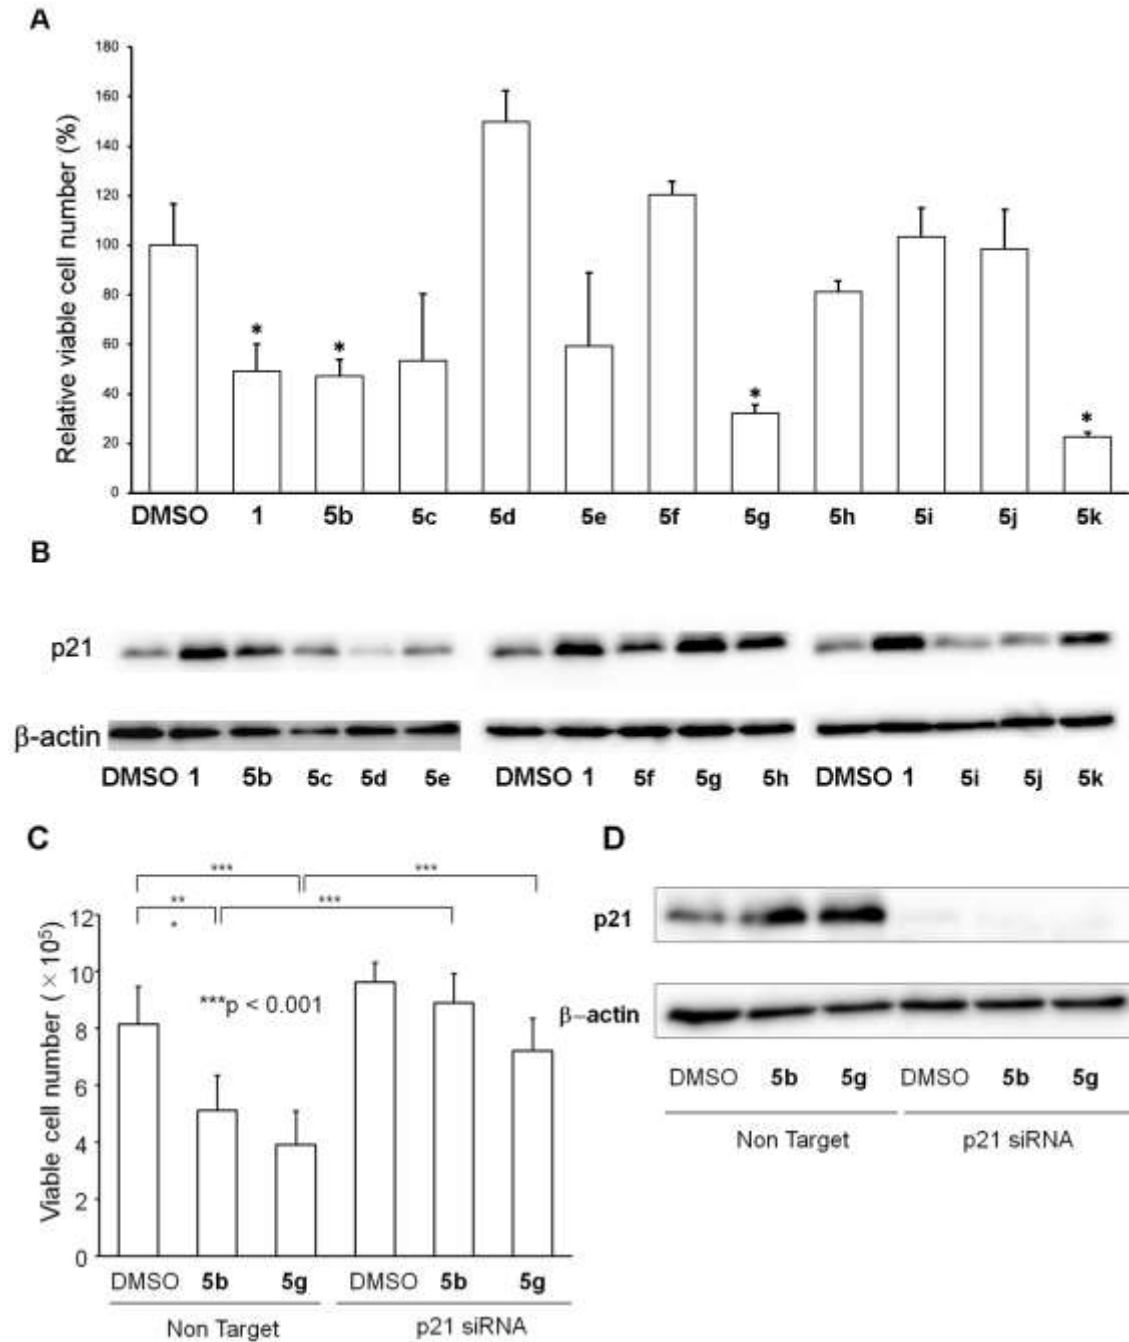 A
180
160
140
120
100
80
60
40
20
0
Relative viable cell number (%)
* * * *
DMSO 1 5b 5c 5d 5e 5f 5g 5h 5i 5j 5k
B
p21
β-actin
DMSO 1 5b 5c 5d 5e DMSO 1 5f 5g 5h DMSO 1 5i 5j 5k
C
*** ***
** ***
*
12
10
8
6
4
2
0
Viable cell number (×10⁵)
***p < 0.001
DMSO 5b 5g DMSO 5b 5g
Non Target p21 siRNA
D
p21
β-actin
DMSO 5b 5g DMSO 5b 5g
Non Target p21 siRNA